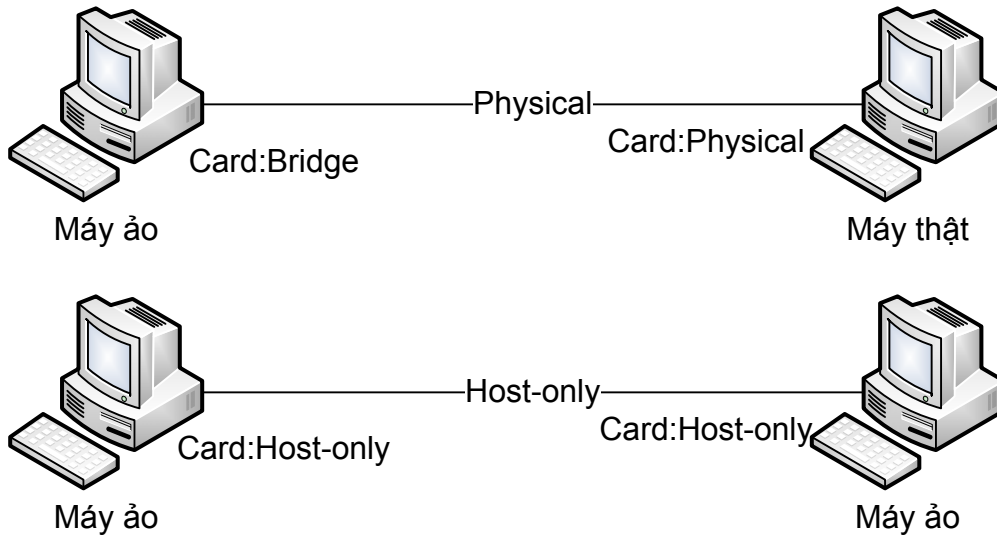 Physical
Card:Physical
Card:Bridge
Máy ảo
Máy thật
Host-only
Card:Host-only
Card:Host-only
Máy ảo
Máy ảo